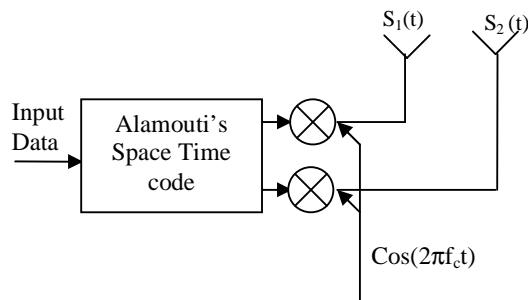 S₁(t)
S₂(t)
Input
Data
Alamouti's
Space Time
code
Cos(2πf꜀t)